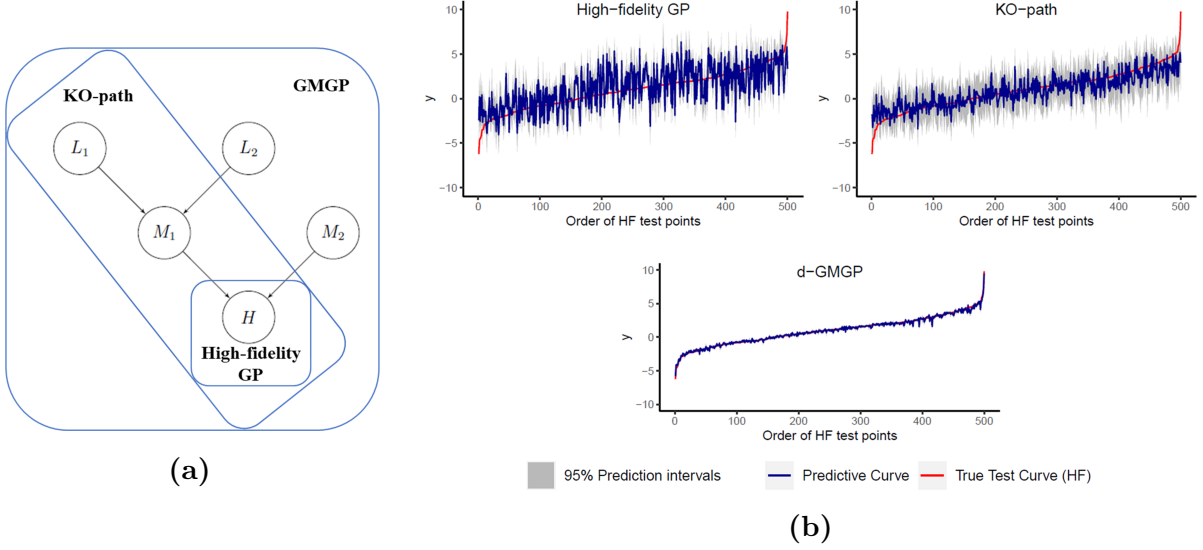 KO-path
GMGP
L1
L2
M1
M2
H
High-fidelity
GP
(a)
High−fidelity GP
y
10
5
0
−5
−10
0 100 200 300 400 500
Order of HF test points
KO−path
y
10
5
0
−5
−10
0 100 200 300 400 500
Order of HF test points
d−GMGP
y
10
5
0
−5
−10
0 100 200 300 400 500
Order of HF test points
95% Prediction intervals Predictive Curve True Test Curve (HF)
(b)